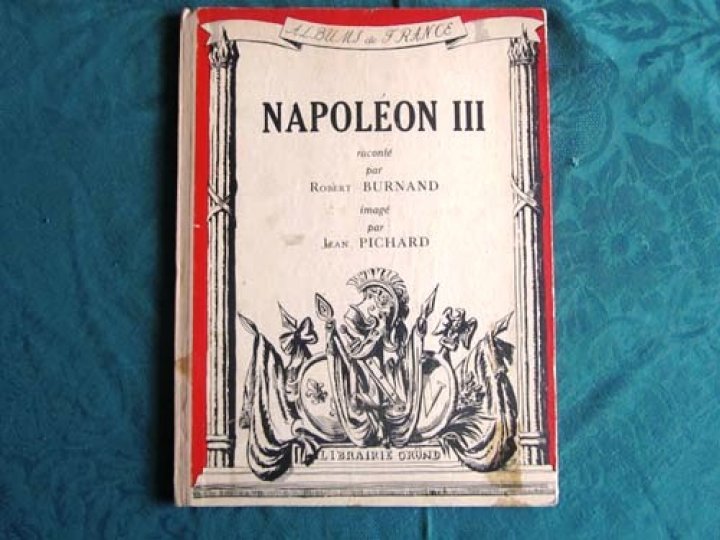 ALBUMS de FRANCE
NAPOLÉON III
raconté
par
ROBERT BURNAND
imagé
par
JEAN PICHARD
LIBRAIRIE GRÜND